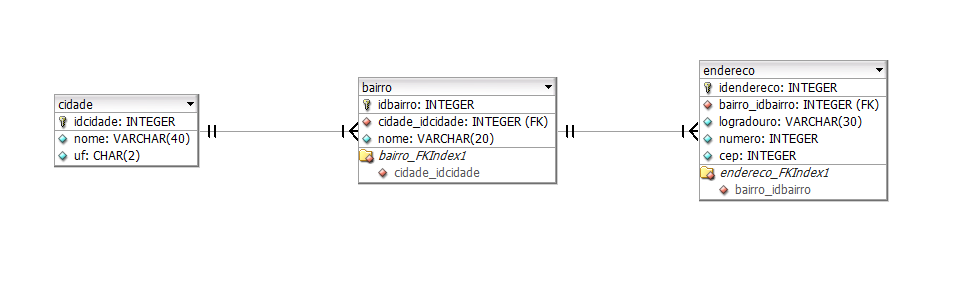 cidade
idcidade: INTEGER
nome: VARCHAR(40)
uf: CHAR(2)
bairro
idbairro: INTEGER
cidade_idcidade: INTEGER (FK)
nome: VARCHAR(20)
bairro_FKIndex1
cidade_idcidade
endereco
idendereco: INTEGER
bairro_idbairro: INTEGER (FK)
logradouro: VARCHAR(30)
numero: INTEGER
cep: INTEGER
endereco_FKIndex1
bairro_idbairro